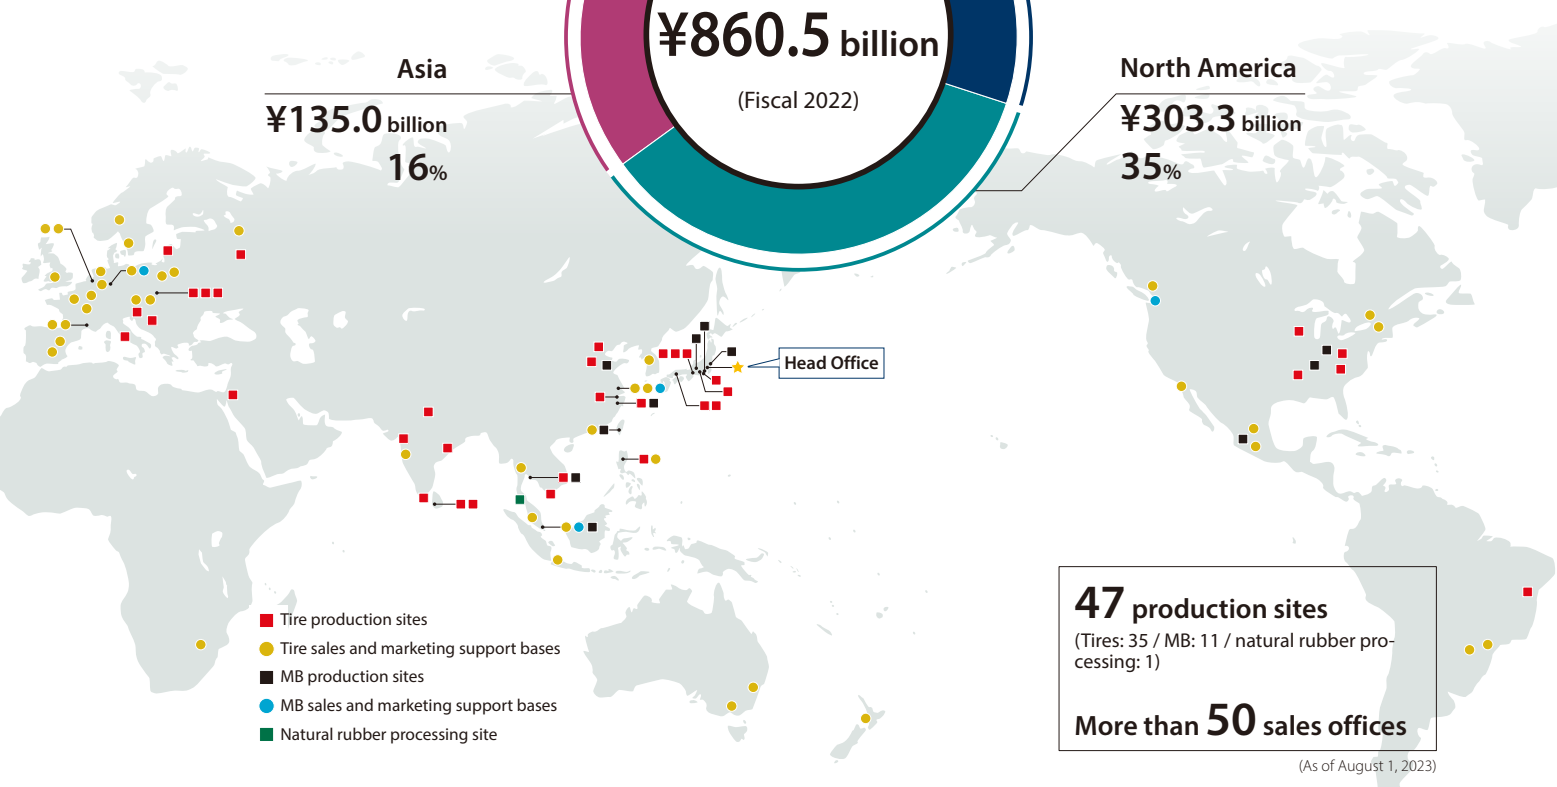 ¥860.5 billion
(Fiscal 2022)
Asia
¥135.0 billion
16%
North America
¥303.3 billion
35%
Head Office
Tire production sites
Tire sales and marketing support bases
MB production sites
MB sales and marketing support bases
Natural rubber processing site
47 production sites
(Tires: 35 / MB: 11 / natural rubber pro-
cessing: 1)
More than 50 sales offices
(As of August 1, 2023)